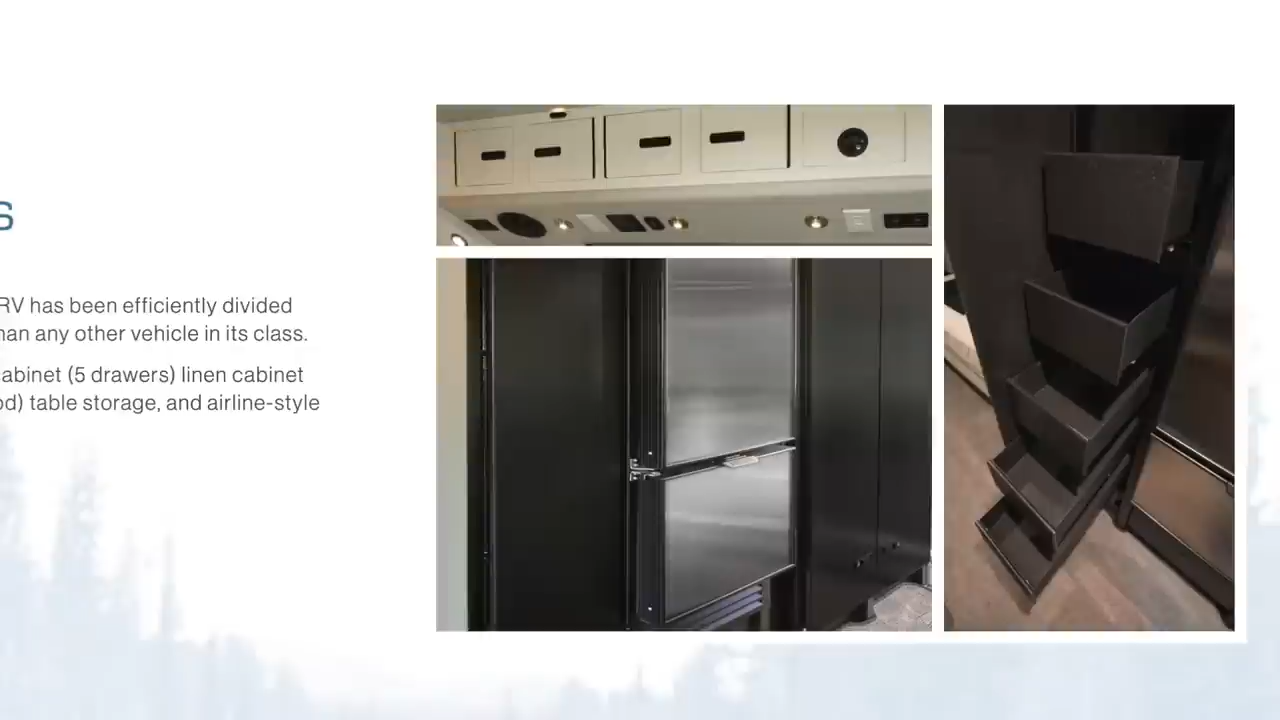 S
RV has been efficiently divided
han any other vehicle in its class.
abinet (5 drawers) linen cabinet
od) table storage, and airline-style